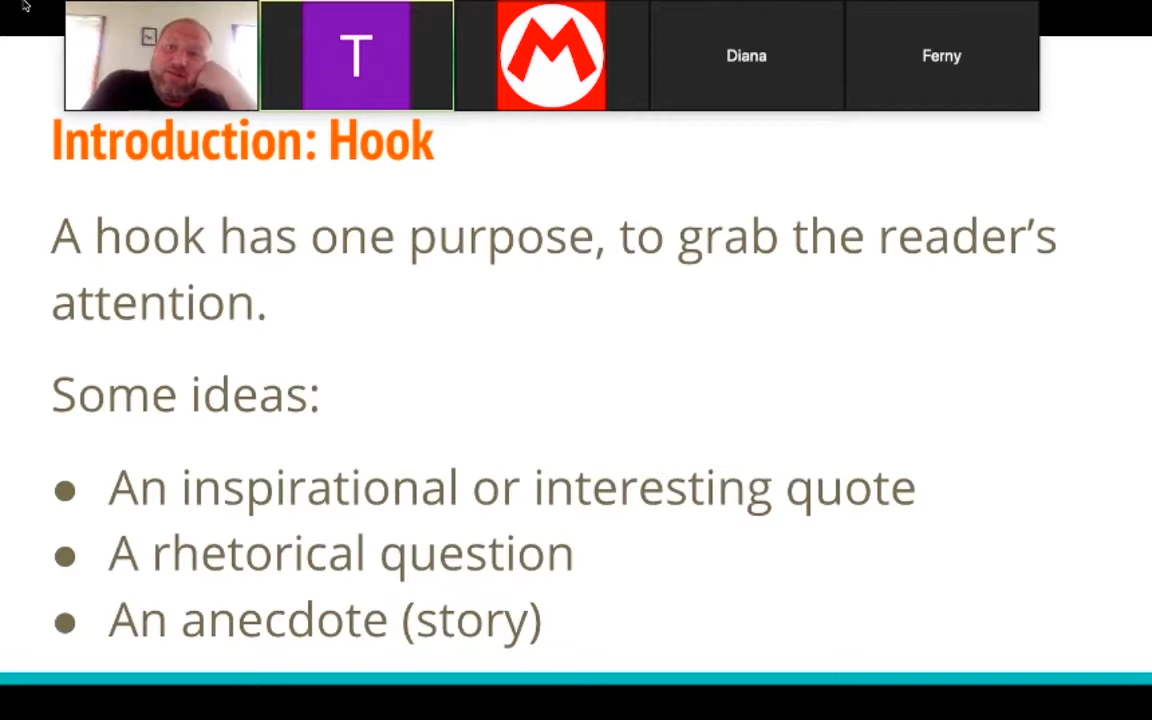 T
M
Diana
Ferny
Introduction: Hook
A hook has one purpose, to grab the reader’s
attention.
Some ideas:
● An inspirational or interesting quote
● A rhetorical question
● An anecdote (story)